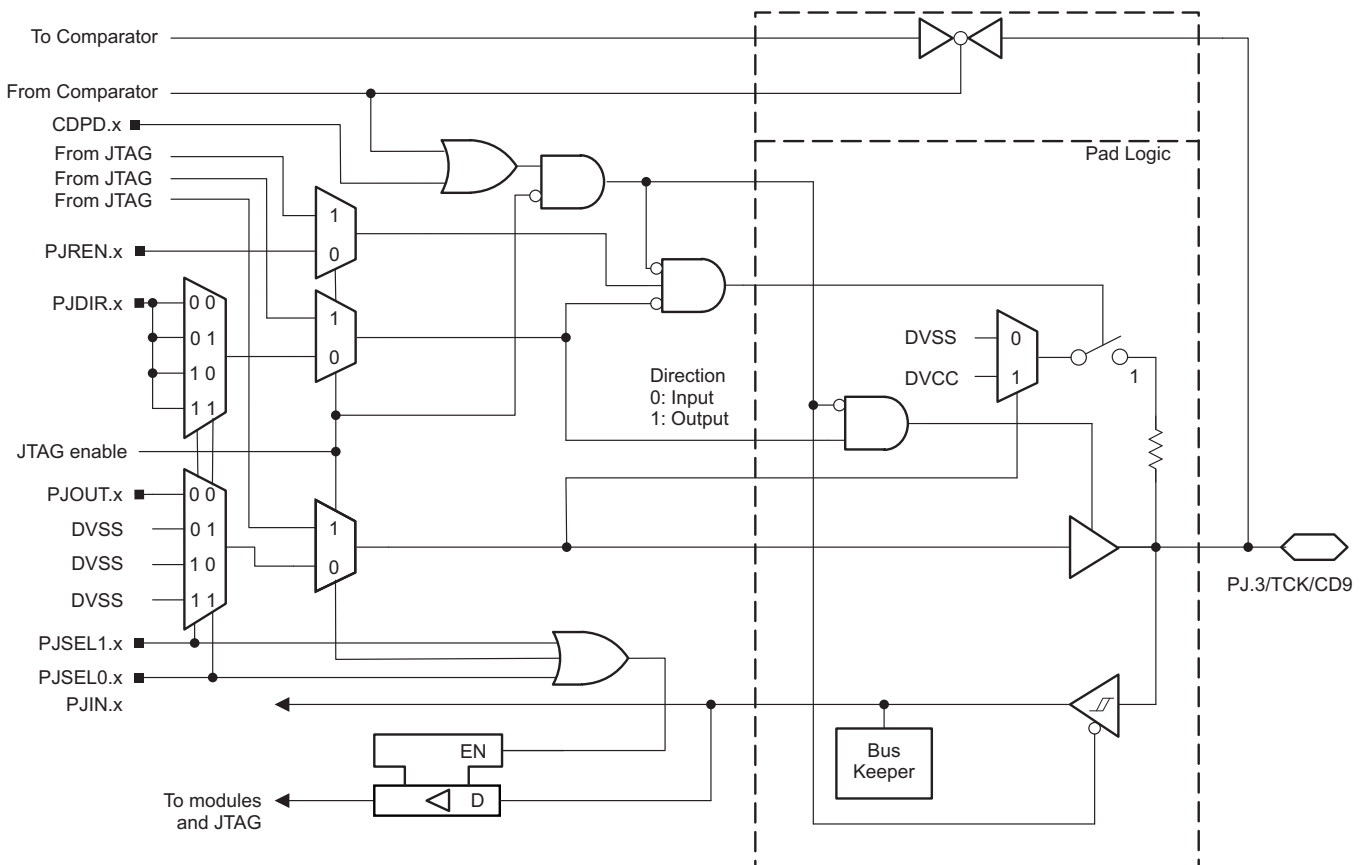 To Comparator
From Comparator
Pad Logic
CDPD.x
From JTAG
From JTAG
From JTAG
1
0
PJREN.x
PJDIR.x
0 0
0 1
1 0
1 1
1
0
DVSS
0
DVCC
1
1
Direction
0: Input
1: Output
JTAG enable
PJOUT.x
0 0
DVSS
0 1
DVSS
1 0
DVSS
1 1
1
0
PJ.3/TCK/CD9
PJSEL1.x
PJSEL0.x
PJIN.x
EN
D
Bus
Keeper
To modules
and JTAG